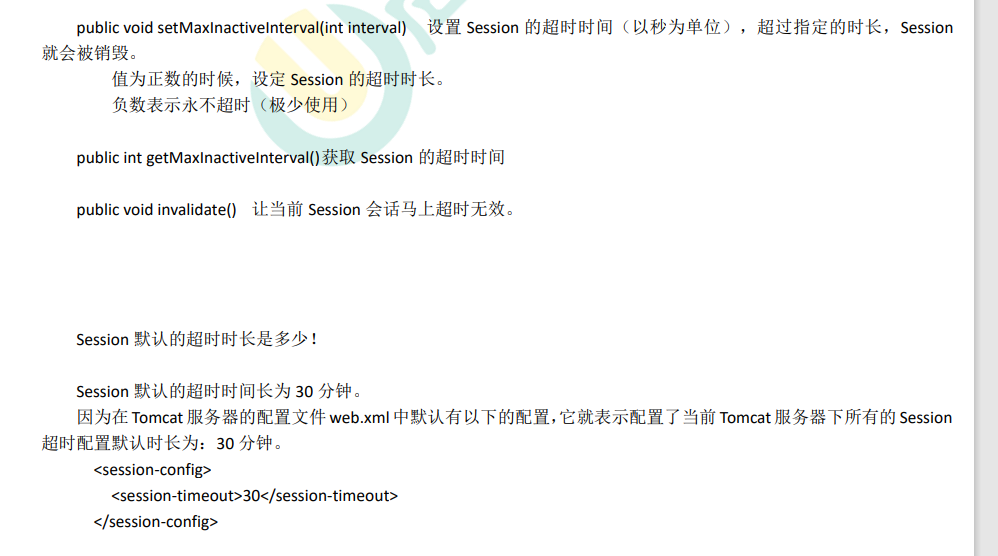 public void setMaxInactiveInterval(int interval) 设置 Session 的超时时间（以秒为单位），超过指定的时长，Session
就会被销毁。
值为正数的时候，设定 Session 的超时时长。
负数表示永不超时（极少使用）
public int getMaxInactiveInterval()获取 Session 的超时时间
public void invalidate() 让当前 Session 会话马上超时无效。
Session 默认的超时时长是多少！
Session 默认的超时时间长为 30 分钟。
因为在 Tomcat 服务器的配置文件 web.xml 中默认有以下的配置，它就表示配置了当前 Tomcat 服务器下所有的 Session
超时配置默认时长为：30 分钟。
<session-config>
<session-timeout>30</session-timeout>
</session-config>